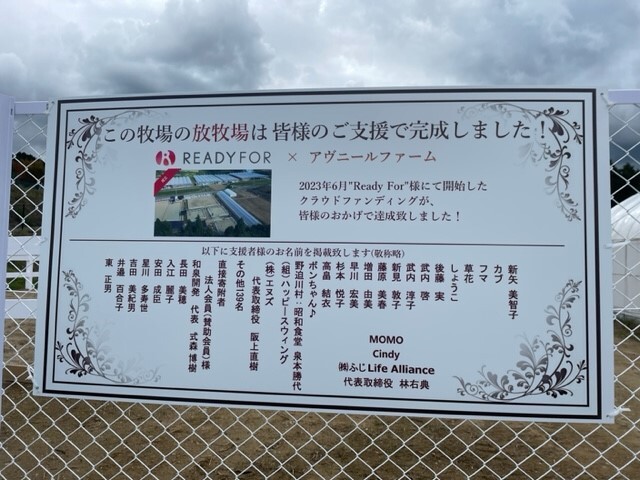 この牧場の放牧場は 皆様のご支援で完成しました！
READYFOR × アヴニールファーム
2023年6月"Ready For"様にて開始した
クラウドファンディングが、
皆様のおかげで達成致しました！
以下に支援者様のお名前を掲載致します(敬称略)
新矢 美智子
カブ
フマ
草花
しょうこ
後藤 実
武内 啓
武内 淳子
新見 敦子
藤原 美春
増田 由美
早川 宏美
杉本 悦子
高畠 結衣
ポンちゃん♪
野迫川村：昭和食堂 泉本勝代
(組)ハッピースウィング
(株)エヌズ
代表取締役 阪上直樹
その他139名
直接寄附者
法人会員(賛助会員)様
和泉開発 代表 式森 博樹
長田 美穂
入江 麗子
安田 成臣
星川 多寿世
吉田 美紀男
井邉 百合子
東 正男
MOMO
Cindy
㈱ふじ Life Alliance
代表取締役 林右典